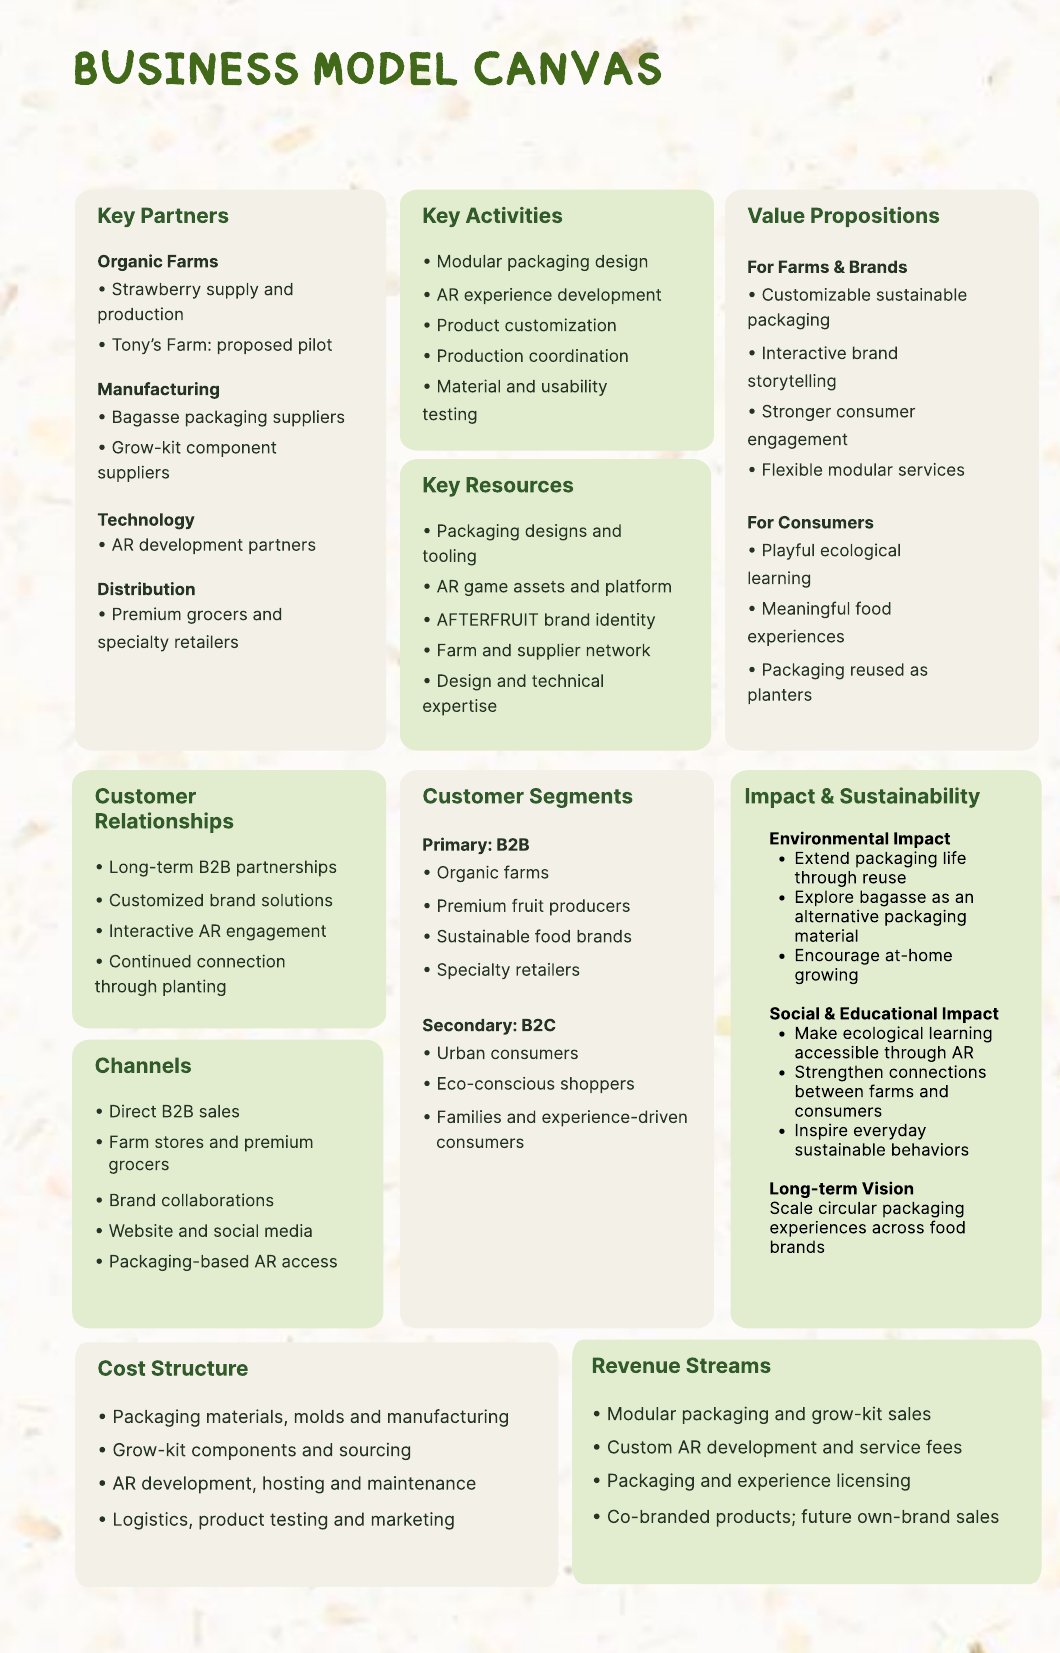 BUSINESS MODEL CANVAS
Key Partners
Organic Farms
• Strawberry supply and
production
• Tony’s Farm: proposed pilot
Manufacturing
• Bagasse packaging suppliers
• Grow-kit component
suppliers
Technology
• AR development partners
Distribution
• Premium grocers and
specialty retailers
Key Activities
• Modular packaging design
• AR experience development
• Product customization
• Production coordination
• Material and usability
testing
Key Resources
• Packaging designs and
tooling
• AR game assets and platform
• AFTERFRUIT brand identity
• Farm and supplier network
• Design and technical
expertise
Value Propositions
For Farms & Brands
• Customizable sustainable
packaging
• Interactive brand
storytelling
• Stronger consumer
engagement
• Flexible modular services
For Consumers
• Playful ecological
learning
• Meaningful food
experiences
• Packaging reused as
planters
Customer
Relationships
• Long-term B2B partnerships
• Customized brand solutions
• Interactive AR engagement
• Continued connection
through planting
Channels
• Direct B2B sales
• Farm stores and premium
grocers
• Brand collaborations
• Website and social media
• Packaging-based AR access
Customer Segments
Primary: B2B
• Organic farms
• Premium fruit producers
• Sustainable food brands
• Specialty retailers
Secondary: B2C
• Urban consumers
• Eco-conscious shoppers
• Families and experience-driven
consumers
Impact & Sustainability
Environmental Impact
• Extend packaging life
through reuse
• Explore bagasse as an
alternative packaging
material
• Encourage at-home
growing
Social & Educational Impact
• Make ecological learning
accessible through AR
• Strengthen connections
between farms and
consumers
• Inspire everyday
sustainable behaviors
Long-term Vision
Scale circular packaging
experiences across food
brands
Cost Structure
• Packaging materials, molds and manufacturing
• Grow-kit components and sourcing
• AR development, hosting and maintenance
• Logistics, product testing and marketing
Revenue Streams
• Modular packaging and grow-kit sales
• Custom AR development and service fees
• Packaging and experience licensing
• Co-branded products; future own-brand sales